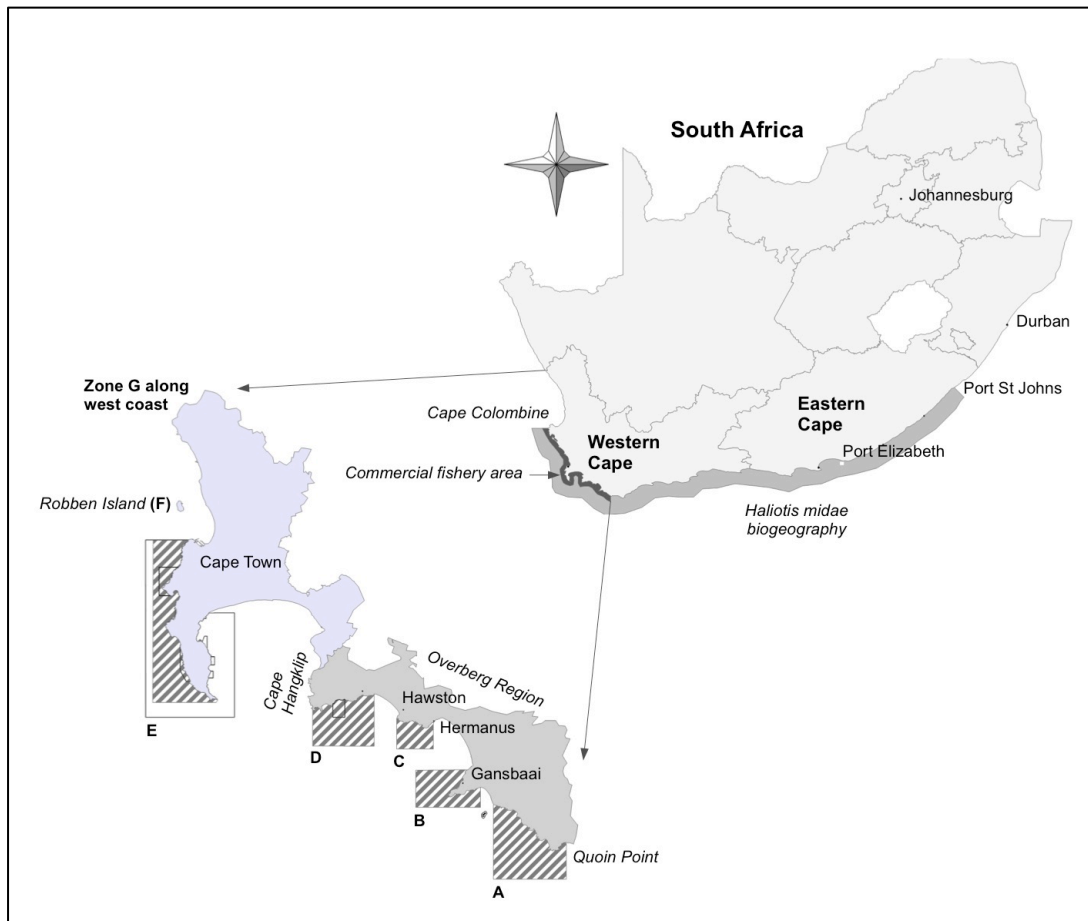 South Africa
Johannesburg
Durban
Port St Johns
Zone G along
west coast
Cape Colombine
Eastern
Cape
Western
Cape
Port Elizabeth
Commercial fishery area
Haliotis midae
biogeography
Robben Island (F)
Cape Town
Cape
Hangklip
Overberg Region
Hawston
Hermanus
E
D
C
Gansbaai
B
Quoin Point
A